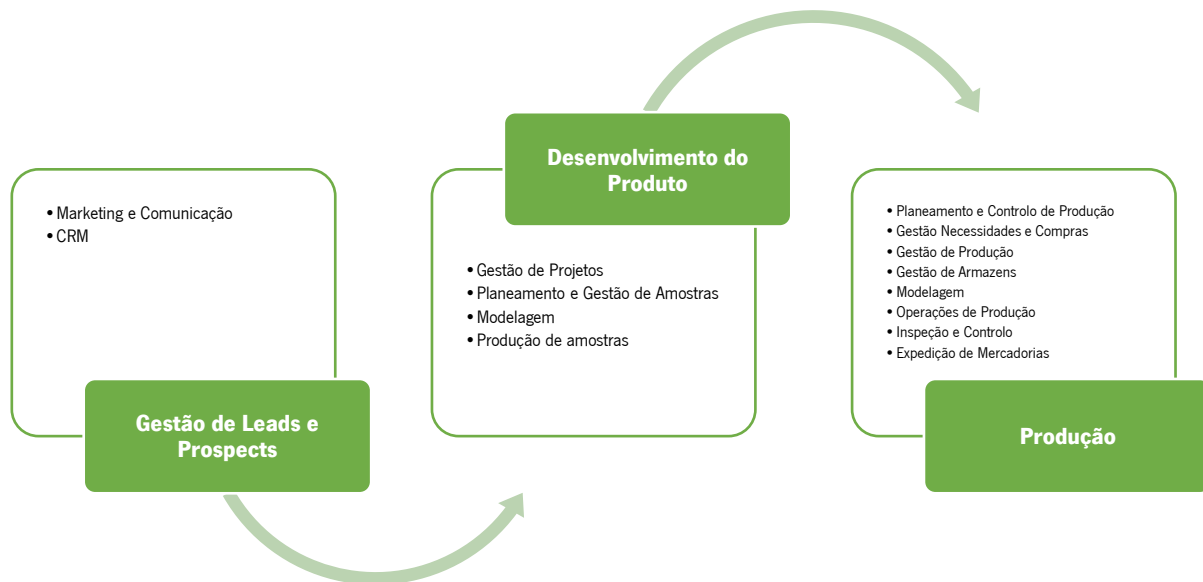 • Marketing e Comunicação
• CRM
Gestão de Leads e
Prospects
Desenvolvimento do
Produto
• Gestão de Projetos
• Planeamento e Gestão de Amostras
• Modelagem
• Produção de amostras
• Planeamento e Controlo de Produção
• Gestão Necessidades e Compras
• Gestão de Produção
• Gestão de Armazens
• Modelagem
• Operações de Produção
• Inspeção e Controlo
• Expedição de Mercadorias
Produção